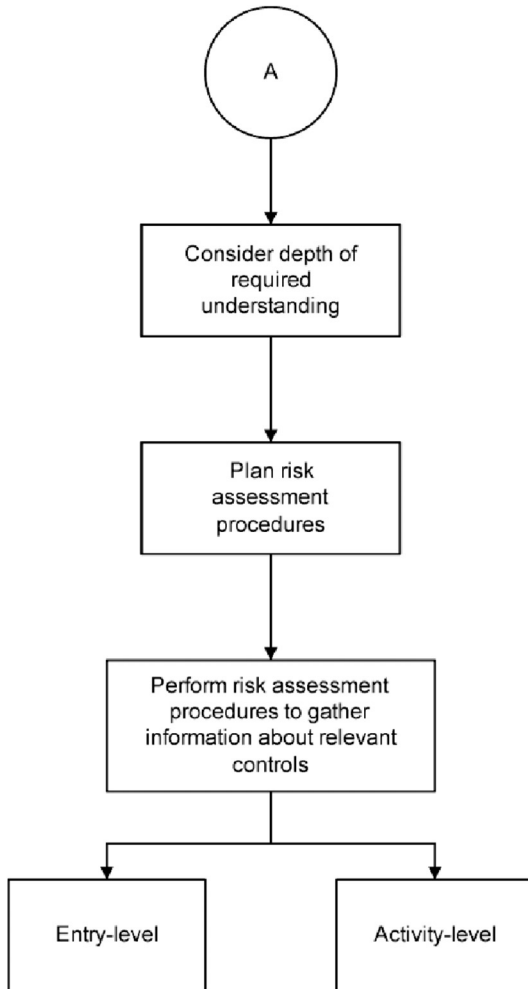 A
Consider depth of
required
understanding
Plan risk
assessment
procedures
Perform risk assessment
procedures to gather
information about relevant
controls
Entry-level
Activity-level